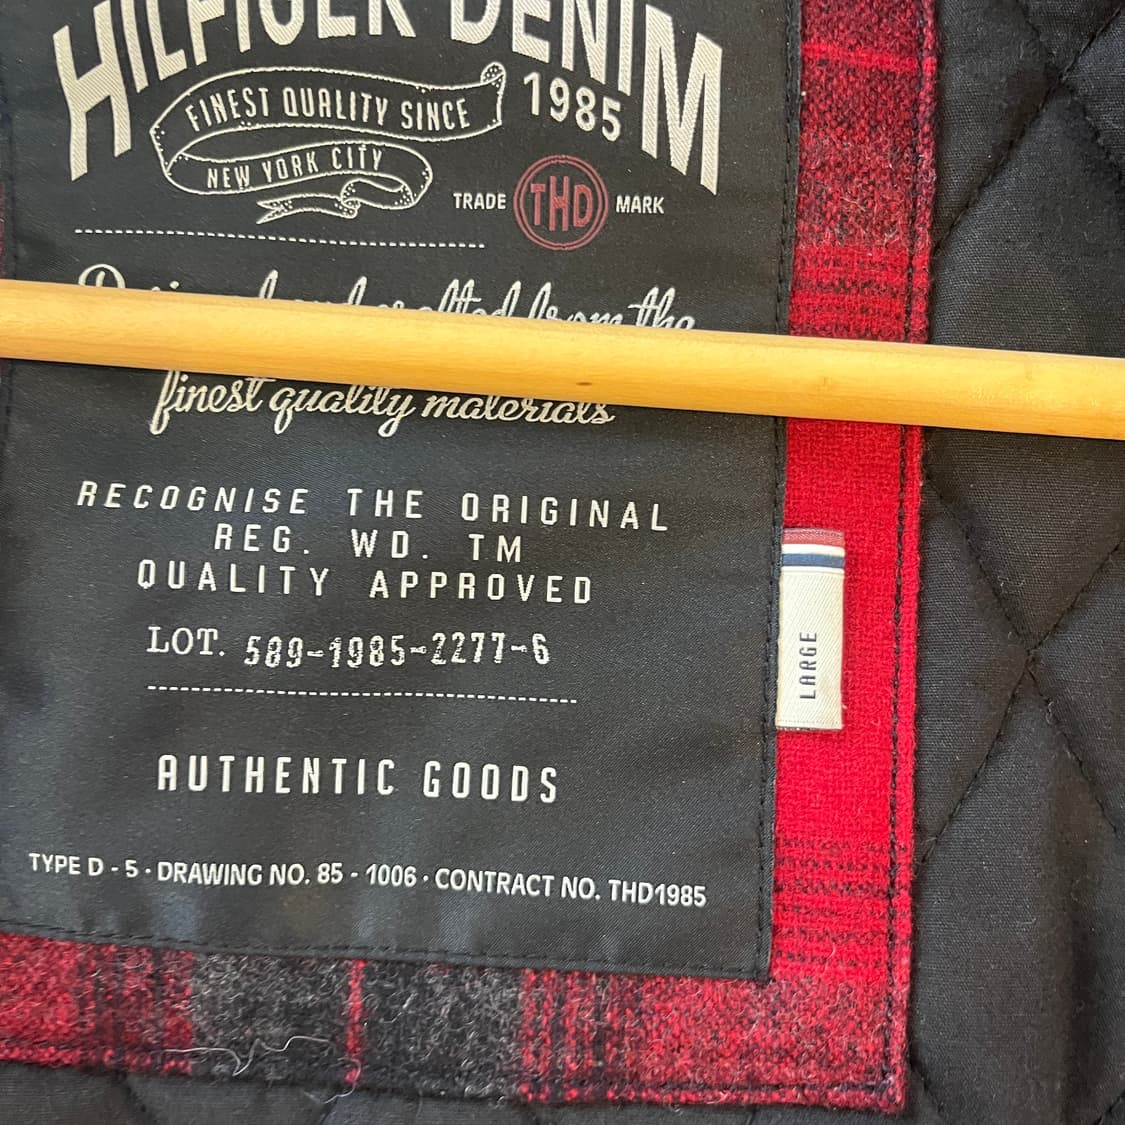 HILFIGER DENIM
FINEST QUALITY SINCE
1985
NEW YORK CITY
TRADE THD MARK
from the
finest quality materials
RECOGNISE THE ORIGINAL
REG. WD. TM
QUALITY APPROVED
LOT. 589-1985-2277-6
LARGE
AUTHENTIC GOODS
TYPE D - 5 · DRAWING NO. 85 - 1006 · CONTRACT NO. THD1985